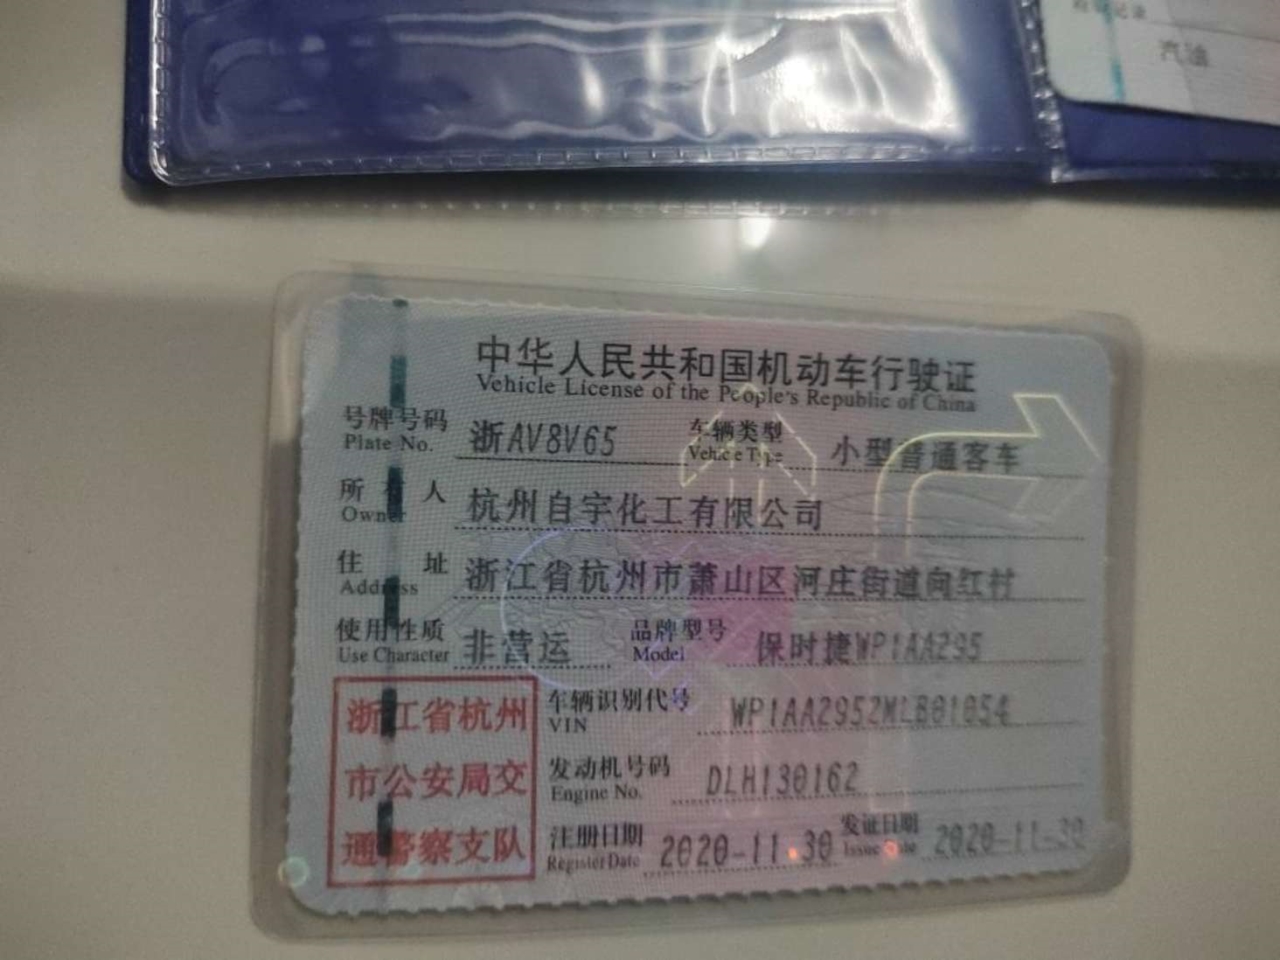 汽油
中华人民共和国机动车行驶证
Vehicle License of the People's Republic of China
号牌号码 浙AV8V65 车辆类型 小型普通客车
Plate No. Vehicle Type
所有人 杭州自宇化工有限公司
Owner
住址 浙江省杭州市萧山区河庄街道向红村
Address
使用性质 非营运 品牌型号 保时捷WP1AA295
Use Character Model
浙江省杭州
市公安局交
通警察支队
车辆识别代号 WP1AA2952MLB01054
VIN
发动机号码 DLH130162
Engine No.
注册日期 2020-11-30 发证日期 2020-11-30
Register Date Issue Date